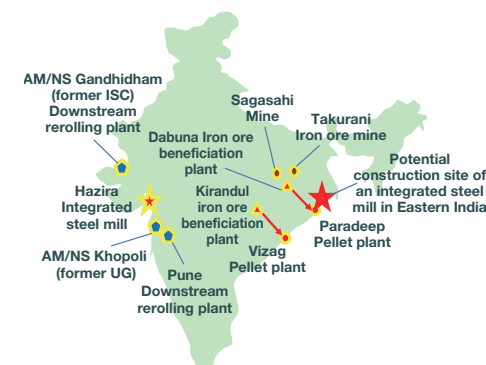 AM/NS Gandhidham
(former ISC)
Downstream
rerolling plant
Sagasahi
Mine
Takurani
Iron ore mine
Dabuna Iron ore
beneficiation
plant
Potential
construction site of
an integrated steel
mill in Eastern India
Hazira
Integrated
steel mill
Kirandul
iron ore
beneficiation
plant
Paradeep
Pellet plant
Vizag
Pellet plant
AM/NS Khopoli
(former UG)
Pune
Downstream
rerolling plant